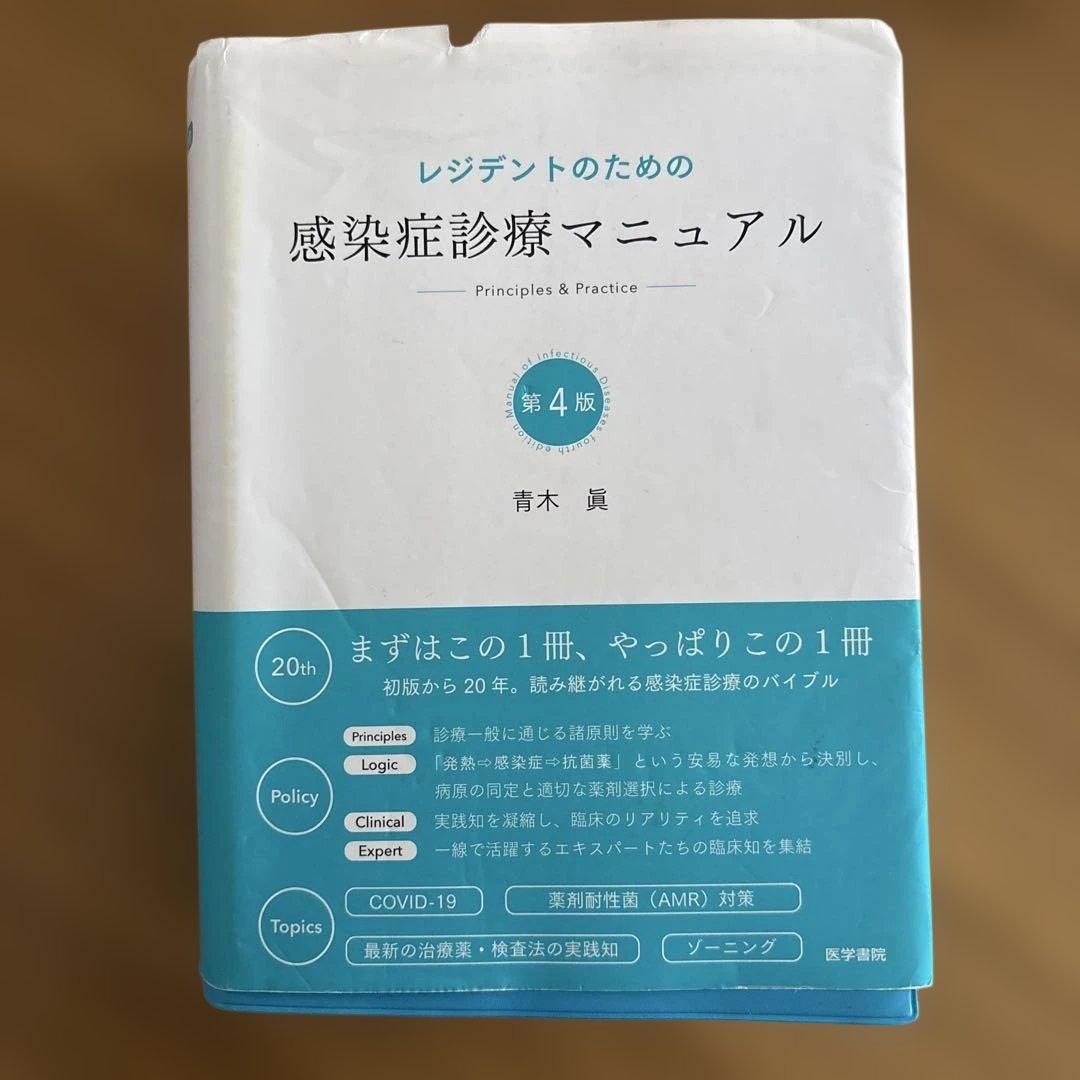 レジデントのための
感染症診療マニュアル
Principles & Practice
Manual of Infectious Diseases fourth edition
第4版
青木 眞
20th
まずはこの1冊、やっぱりこの1冊
初版から20年。読み継がれる感染症診療のバイブル
Policy
Principles 診療一般に通じる諸原則を学ぶ
Logic 「発熱⇨感染症⇨抗菌薬」という安易な発想から決別し、
病原の同定と適切な薬剤選択による診療
Clinical 実践知を凝縮し、臨床のリアリティを追求
Expert 一線で活躍するエキスパートたちの臨床知を集結
Topics
COVID-19 薬剤耐性菌（AMR）対策
最新の治療薬・検査法の実践知 ゾーニング
医学書院